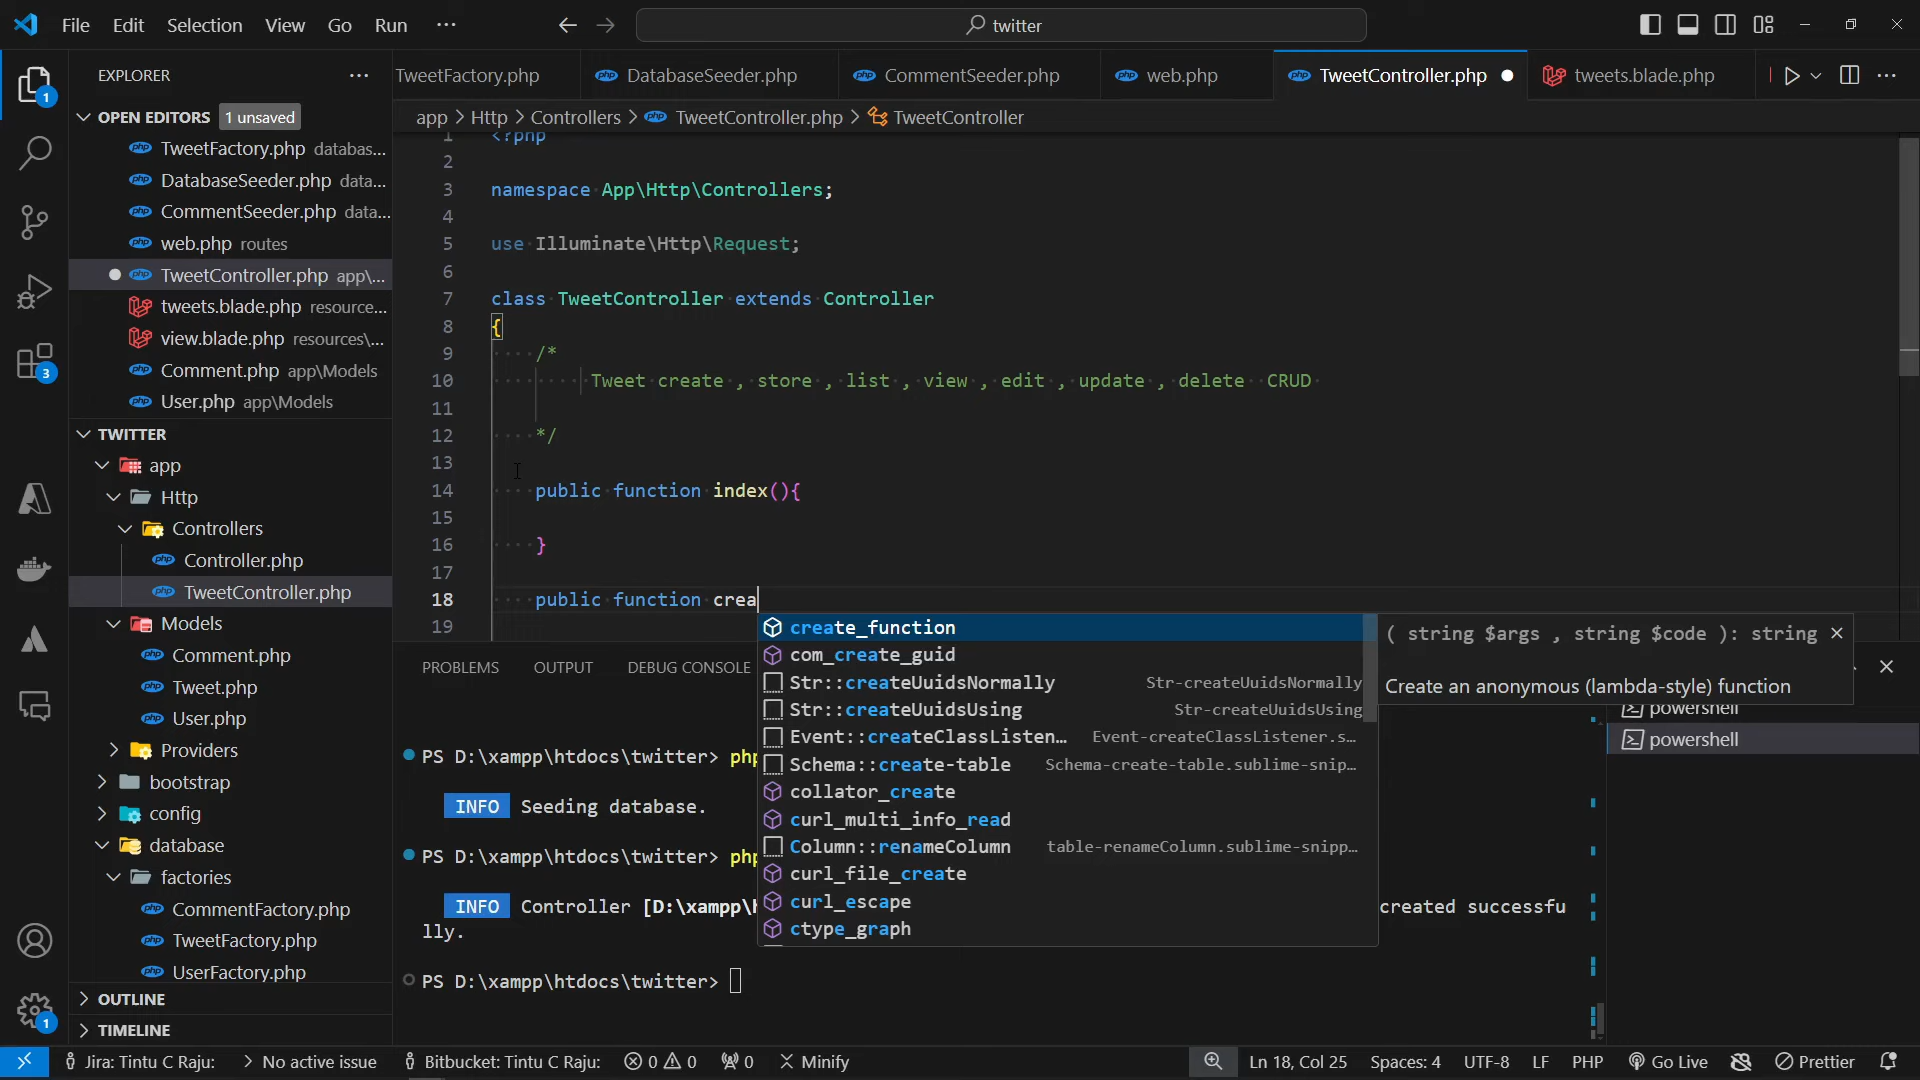 File Edit Selection View Go Run ··· twitter
EXPLORER
OPEN EDITORS 1 unsaved
TweetFactory.php databas...
DatabaseSeeder.php data...
CommentSeeder.php data...
web.php routes
TweetController.php app\...
tweets.blade.php resource...
view.blade.php resources\...
Comment.php app\Models
User.php app\Models
TWITTER
app
Http
Controllers
Controller.php
TweetController.php
Models
Comment.php
Tweet.php
User.php
Providers
bootstrap
config
database
factories
CommentFactory.php
TweetFactory.php
UserFactory.php
OUTLINE
TIMELINE
TweetFactory.php DatabaseSeeder.php CommentSeeder.php web.php TweetController.php tweets.blade.php
app > Http > Controllers > TweetController.php > TweetController
1 <?php
2
3 namespace App\Http\Controllers;
4
5 use Illuminate\Http\Request;
6
7 class TweetController extends Controller
8 {
9 /*
10 Tweet create , store , list , view , edit , update , delete CRUD
11
12 */
13
14 public function index(){
15
16 }
17
18 public function crea
19
create_function
com_create_guid
Str::createUuidsNormally Str-createUuidsNormally
Str::createUuidsUsing Str-createUuidsUsing
Event::createClassListen... Event-createClassListener.s...
Schema::create-table Schema-create-table.sublime-snip...
collator_create
curl_multi_info_read
Column::renameColumn table-renameColumn.sublime-snipp...
curl_file_create
curl_escape
ctype_graph
( string $args , string $code ): string
Create an anonymous (lambda-style) function
PROBLEMS OUTPUT DEBUG CONSOLE
PS D:\xampp\htdocs\twitter> php
INFO Seeding database.
PS D:\xampp\htdocs\twitter> php
INFO Controller [D:\xampp\h created successfu
lly.
PS D:\xampp\htdocs\twitter>
powershell
powershell
Jira: Tintu C Raju: No active issue Bitbucket: Tintu C Raju: 0 0 0 Minify Ln 18, Col 25 Spaces: 4 UTF-8 LF PHP Go Live Prettier